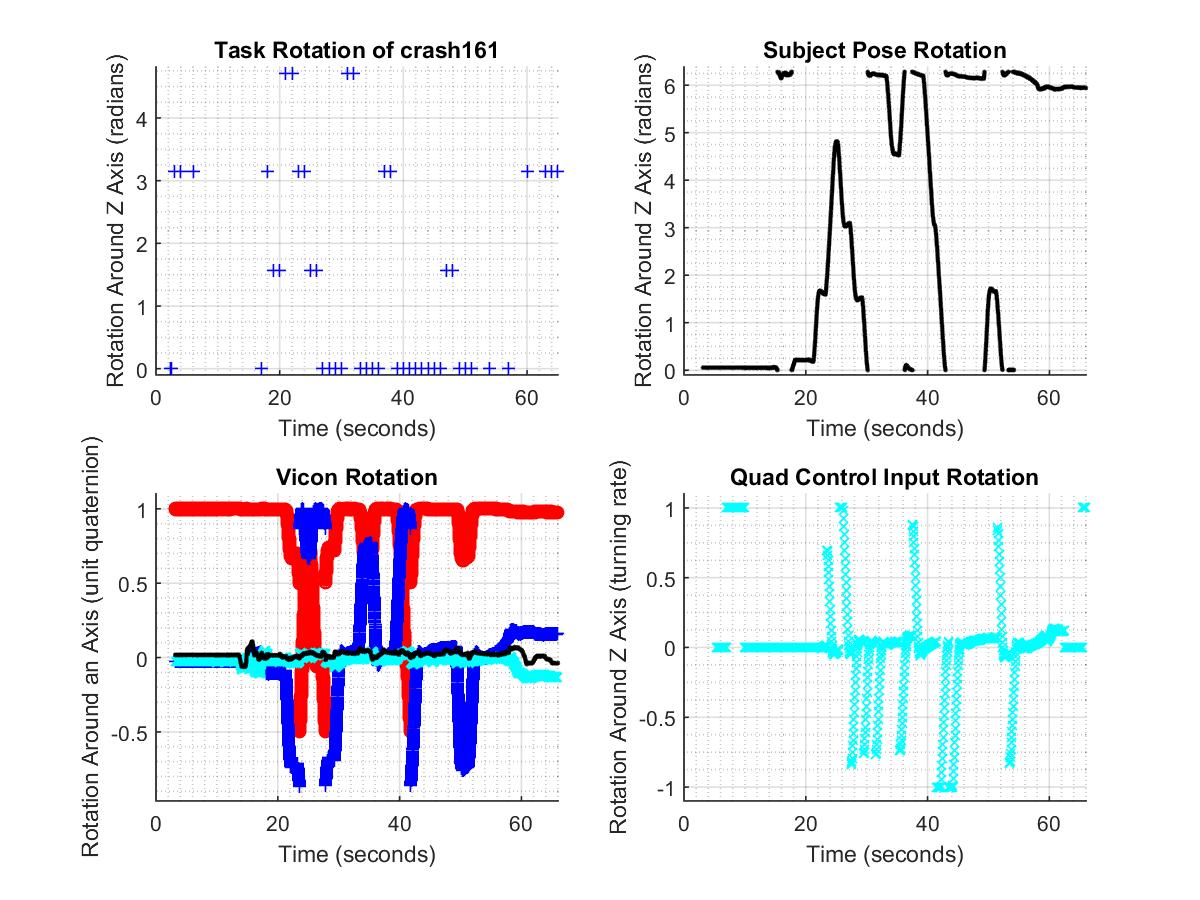 Task Rotation of crash161
Rotation Around Z Axis (radians)
4
3
2
1
0
0 20 40 60
Time (seconds)
Subject Pose Rotation
Rotation Around Z Axis (radians)
6
5
4
3
2
1
0
0 20 40 60
Time (seconds)
Vicon Rotation
Rotation Around an Axis (unit quaternion)
1
0.5
0
-0.5
0 20 40 60
Time (seconds)
Quad Control Input Rotation
Rotation Around Z Axis (turning rate)
1
0.5
0
-0.5
-1
0 20 40 60
Time (seconds)